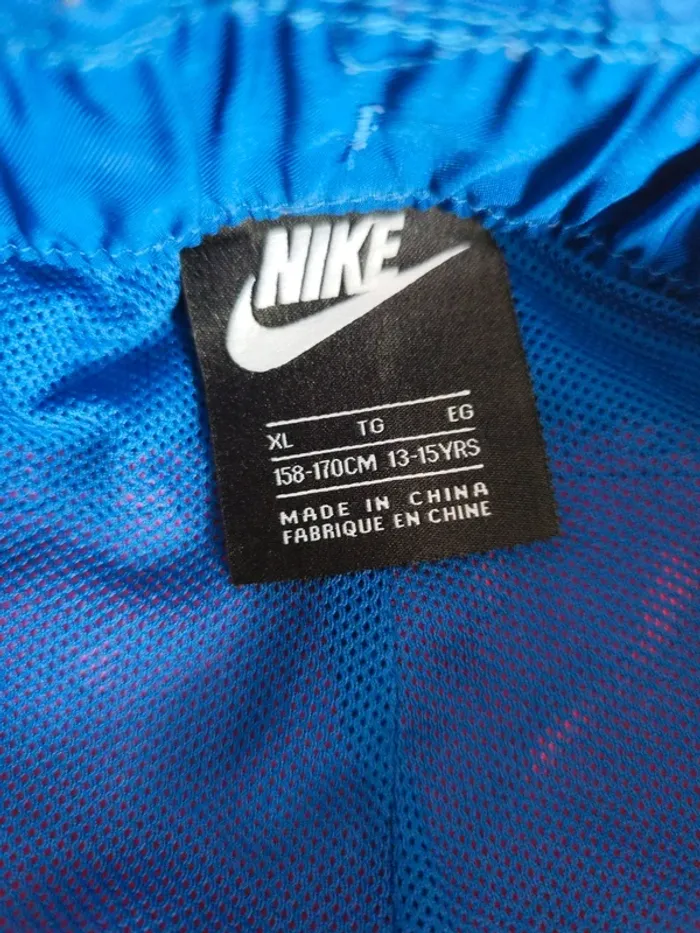 NIKE
XL TG EG
158-170CM 13-15YRS
MADE IN CHINA
FABRIQUE EN CHINE